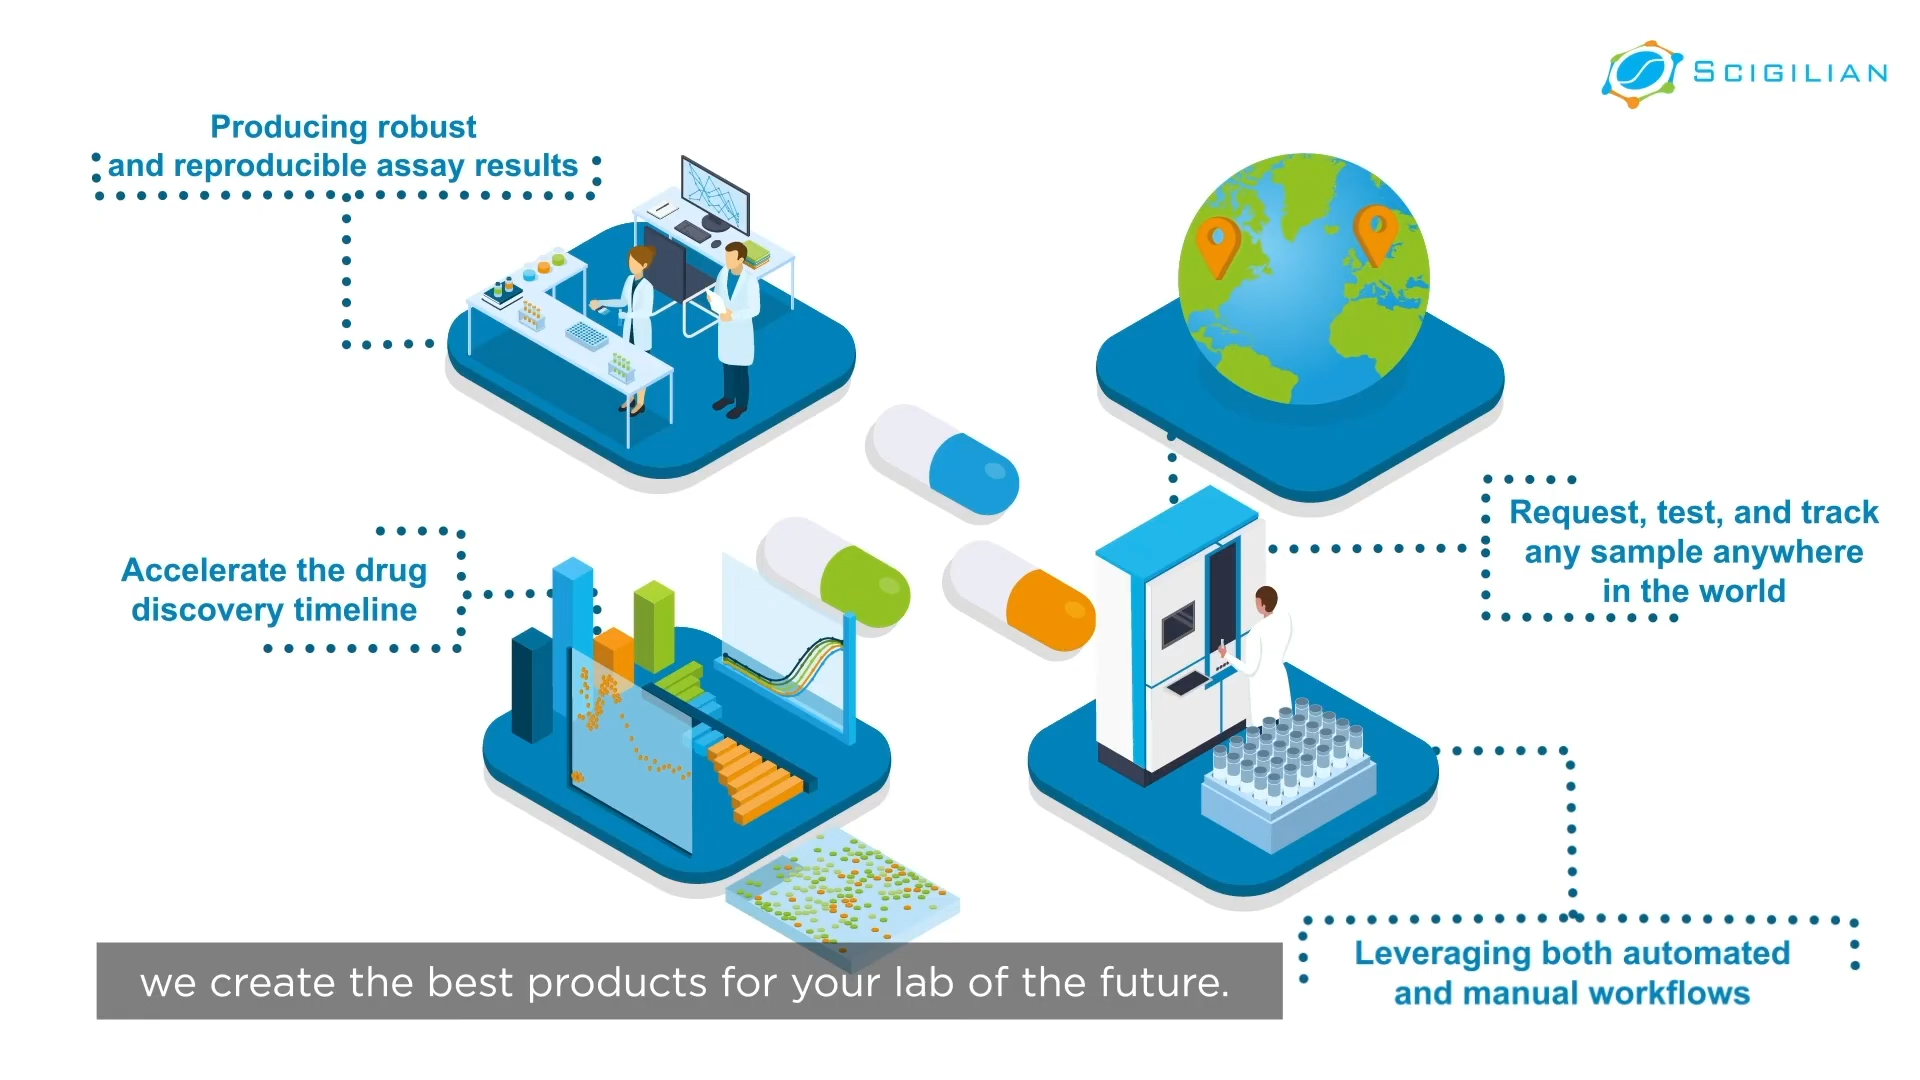 SCIGILIAN
Producing robust
and reproducible assay results
Accelerate the drug
discovery timeline
Request, test, and track
any sample anywhere
in the world
Leveraging both automated
and manual workflows
we create the best products for your lab of the future.